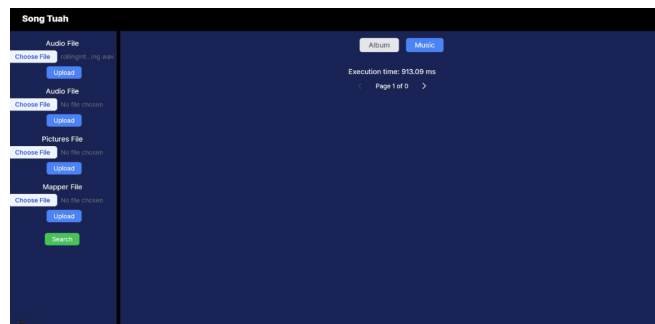 Song Tuah
Audio File
Choose File
Upload
Audio File
Choose File No file chosen
Upload
Pictures File
Choose File No file chosen
Upload
Mapper File
Choose File No file chosen
Upload
Search
Album Music
Execution time: 913.09 ms
< Page 1 of 0 >